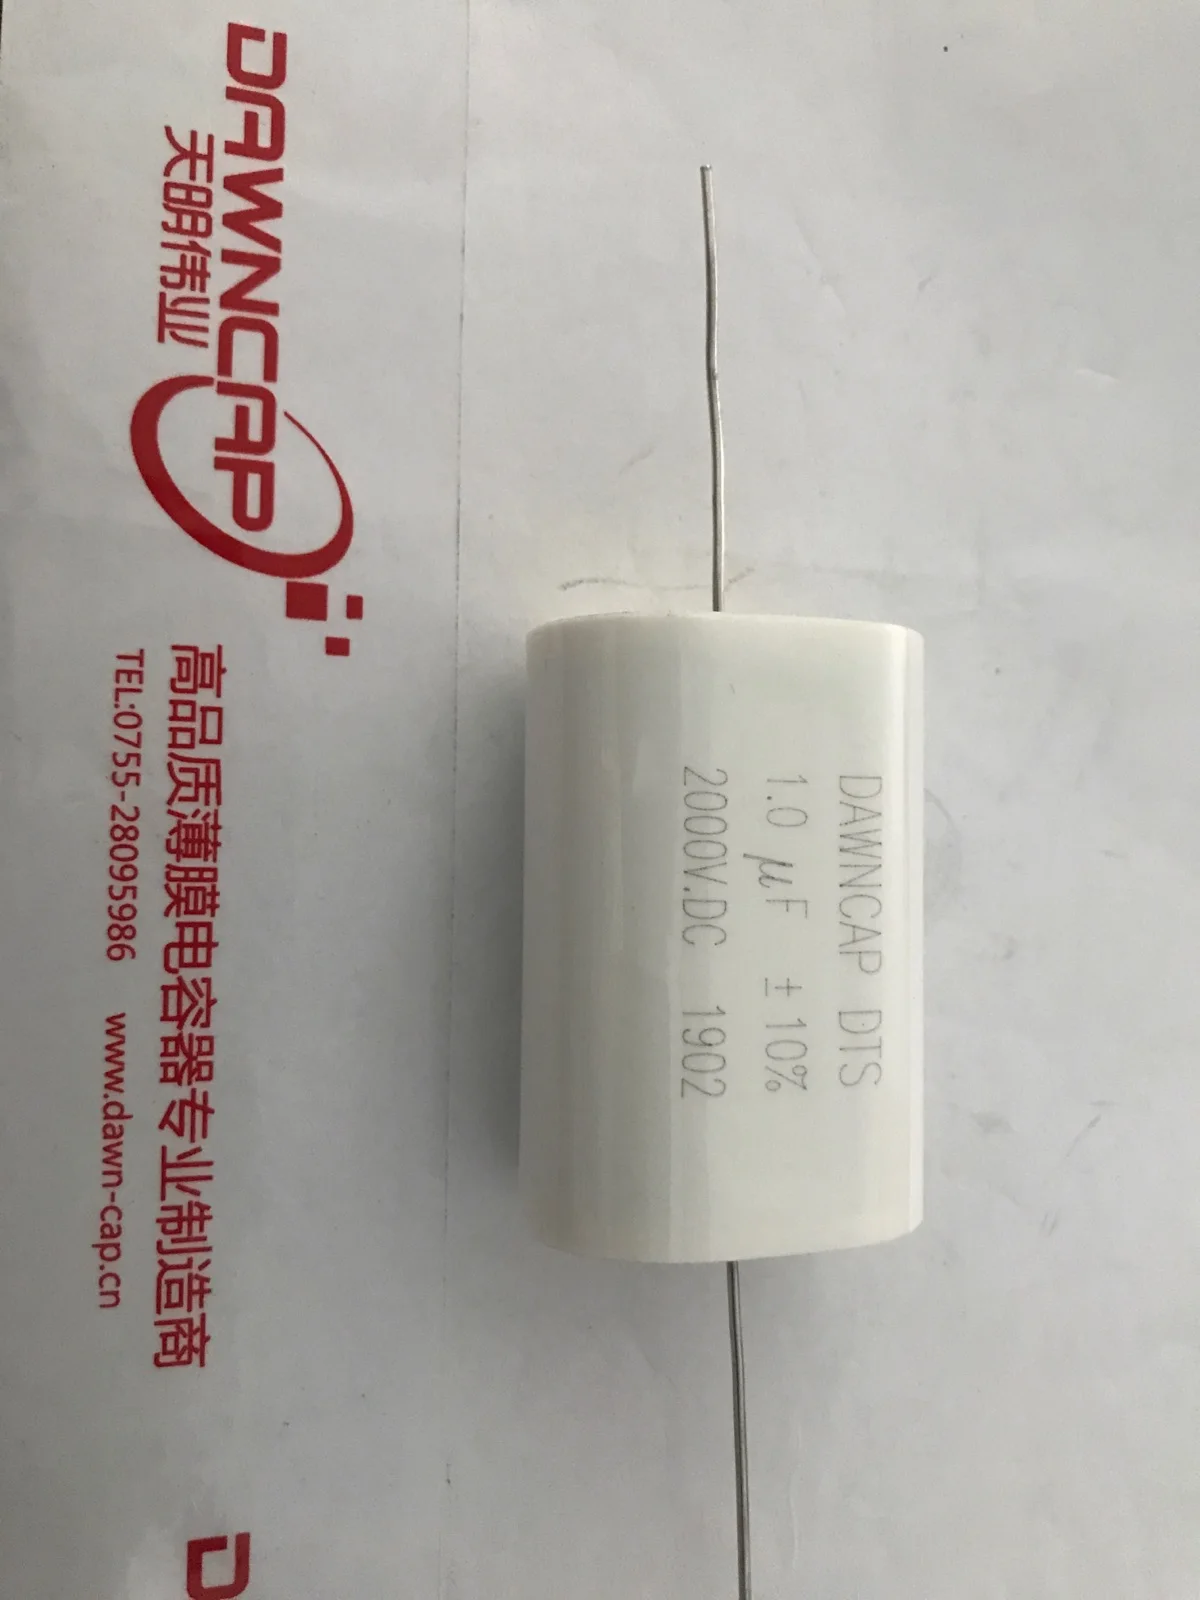 DAWNCAP
天明伟业
高品质薄膜电容器专业制造商
TEL:0755-28095986 www.dawn-cap.cn
DAWNCAP DTS
1.0 μF ±10%
2000V.DC 1902
D